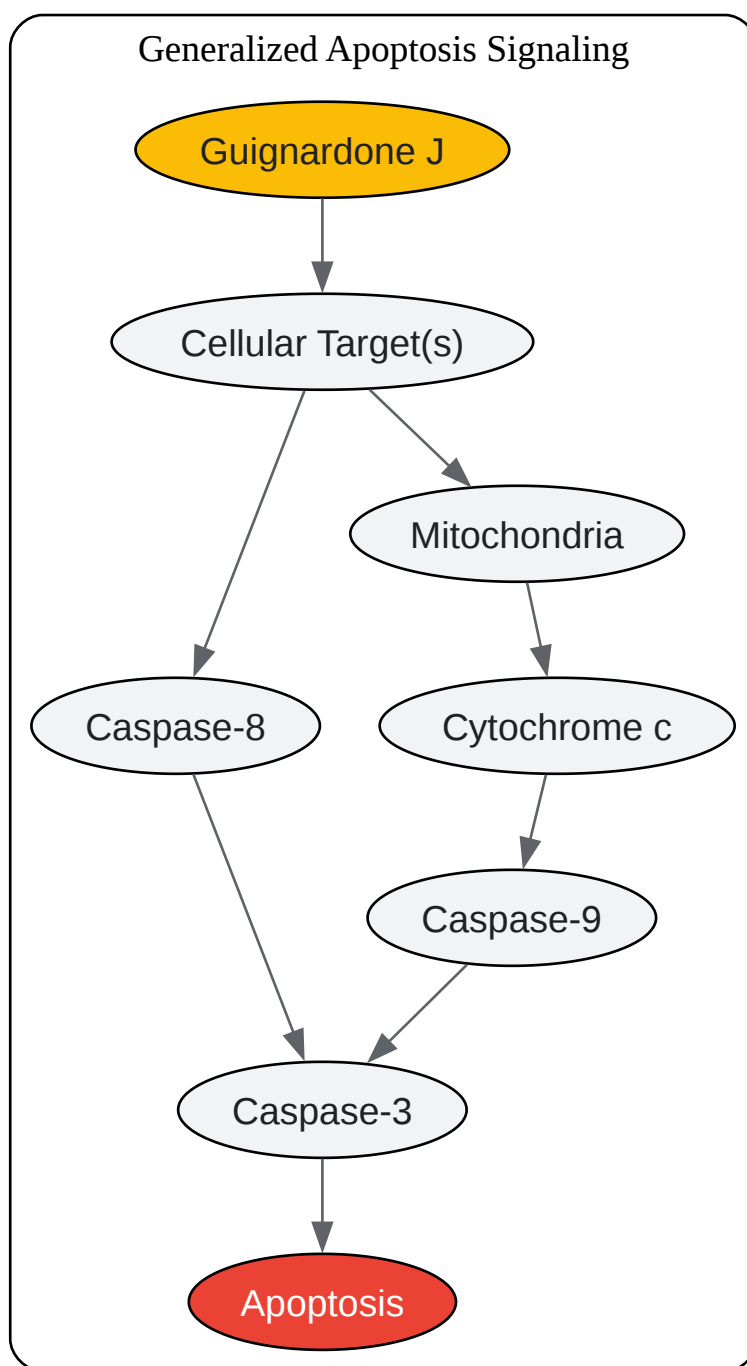 Generalized Apoptosis Signaling
Guignardone J
Cellular Target(s)
Mitochondria
Caspase-8
Cytochrome c
Caspase-9
Caspase-3
Apoptosis